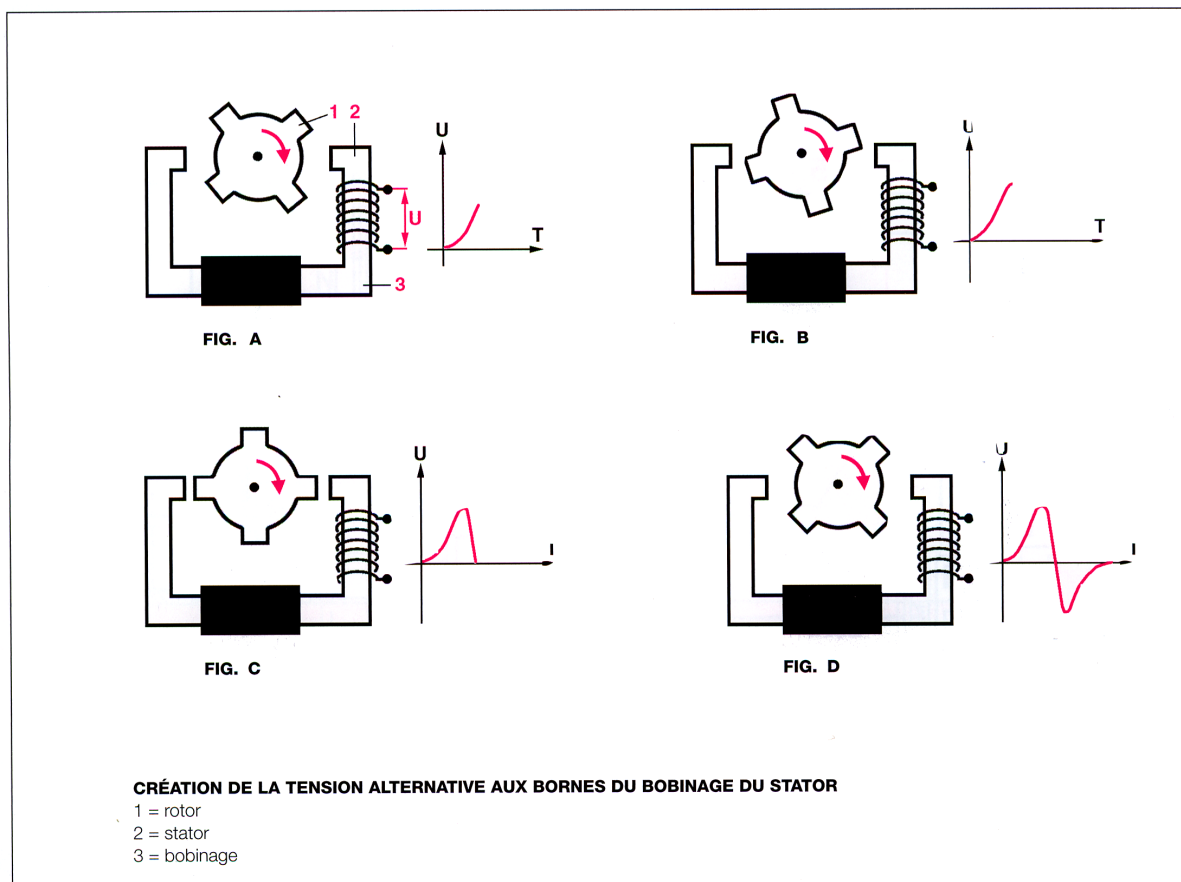 1 2
U
U
T
3
FIG. A
U
T
FIG. B
U
I
FIG. C
U
I
FIG. D
CRÉATION DE LA TENSION ALTERNATIVE AUX BORNES DU BOBINAGE DU STATOR
1 = rotor
2 = stator
3 = bobinage